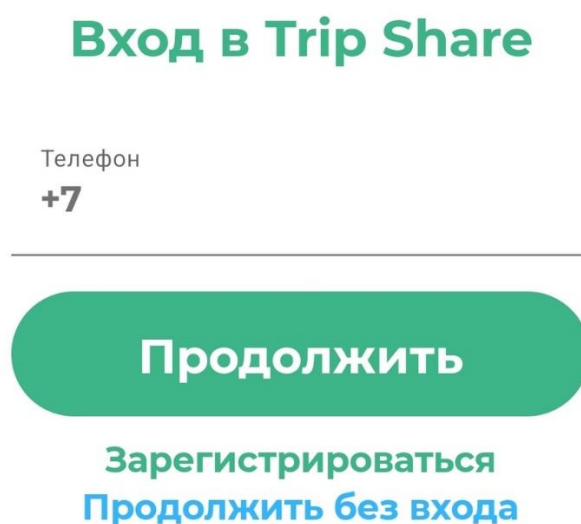 Вход в Trip Share
Телефон
+7
Продолжить
Зарегистрироваться
Продолжить без входа